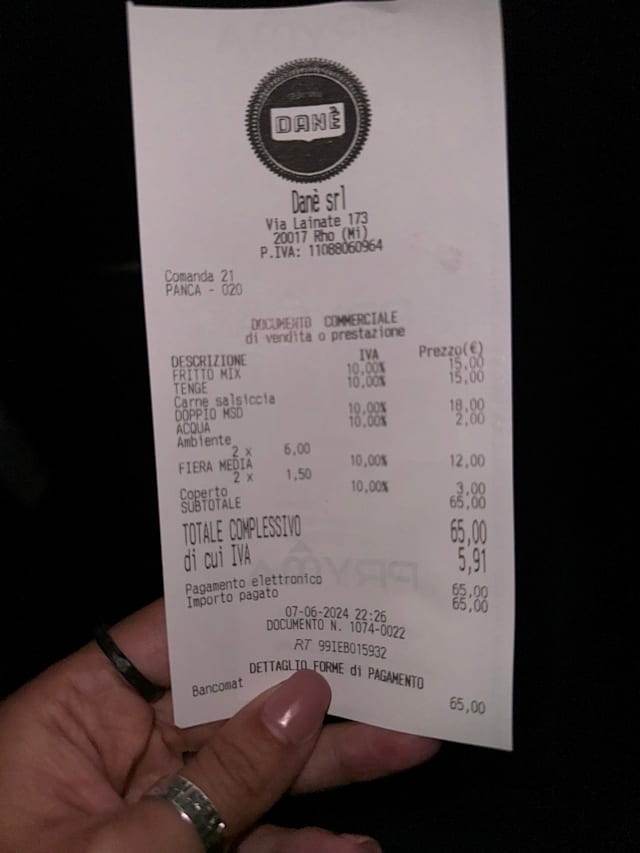 DANÈ
Danè srl
Via Lainate 173
20017 Rho (Mi)
P.IVA: 11088060964
Comanda 21
PANCA - 020
DOCUMENTO COMMERCIALE
di vendita o prestazione
DESCRIZIONE IVA Prezzo(€)
FRITTO MIX 10,00% 15,00
TENGE 10,00% 15,00
Carne salsiccia
DOPPIO MSD 10,00% 18,00
ACQUA 10,00% 2,00
Ambiente
2 x 6,00
FIERA MEDIA 10,00% 12,00
2 x 1,50
Coperto 10,00% 3,00
SUBTOTALE 65,00
TOTALE COMPLESSIVO 65,00
di cui IVA 5,91
Pagamento elettronico 65,00
Importo pagato 65,00
07-06-2024 22:26
DOCUMENTO N. 1074-0022
RT 99IEB015932
DETTAGLIO FORME di PAGAMENTO
Bancomat 65,00